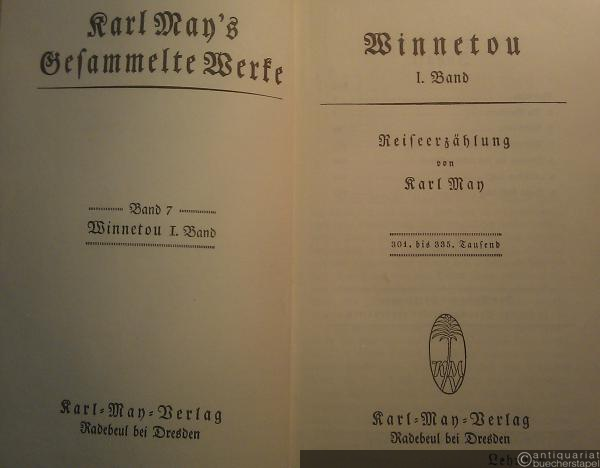 Karl May's
Gesammelte Werke
Band 7
Winnetou I. Band
Karl-May-Verlag
Radebeul bei Dresden
Winnetou
I. Band
Reiseerzählung
von
Karl May
301. bis 335. Tausend
Karl-May-Verlag
Radebeul bei Dresden
antiquariat
buecherstapel